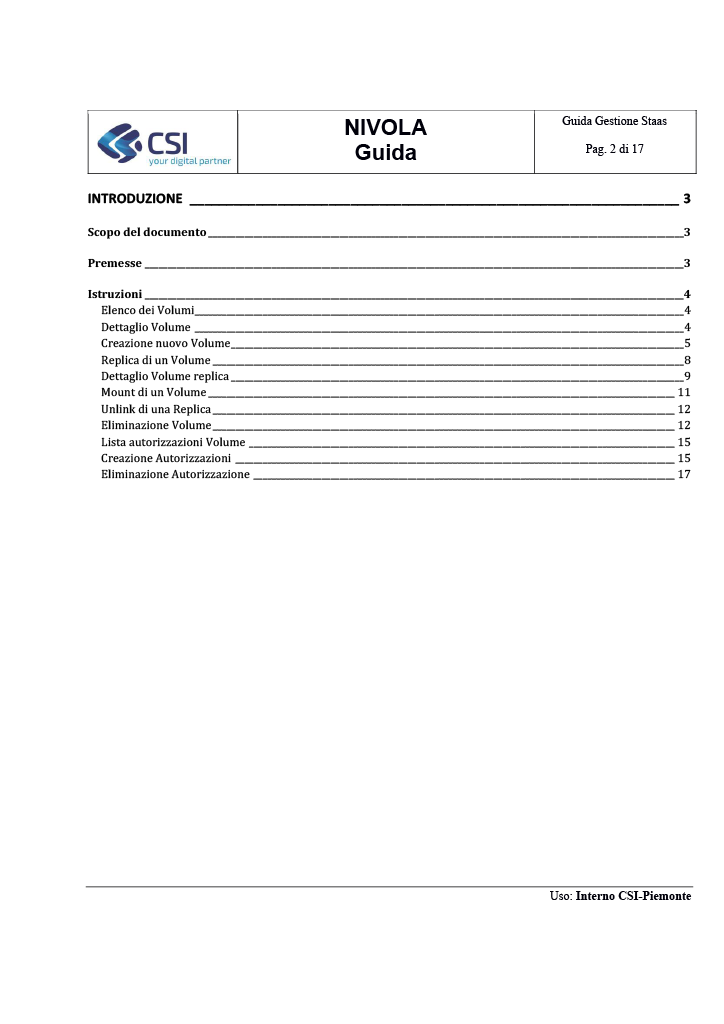 CSI
your digital partner
NIVOLA
Guida
Guida Gestione Staas
Pag. 2 di 17
INTRODUZIONE 3
Scopo del documento 3
Premesse 3
Istruzioni 4
Elenco dei Volumi 4
Dettaglio Volume 4
Creazione nuovo Volume 5
Replica di un Volume 8
Dettaglio Volume replica 9
Mount di un Volume 11
Unlink di una Replica 12
Eliminazione Volume 12
Lista autorizzazioni Volume 15
Creazione Autorizzazioni 15
Eliminazione Autorizzazione 17
Uso: Interno CSI-Piemonte